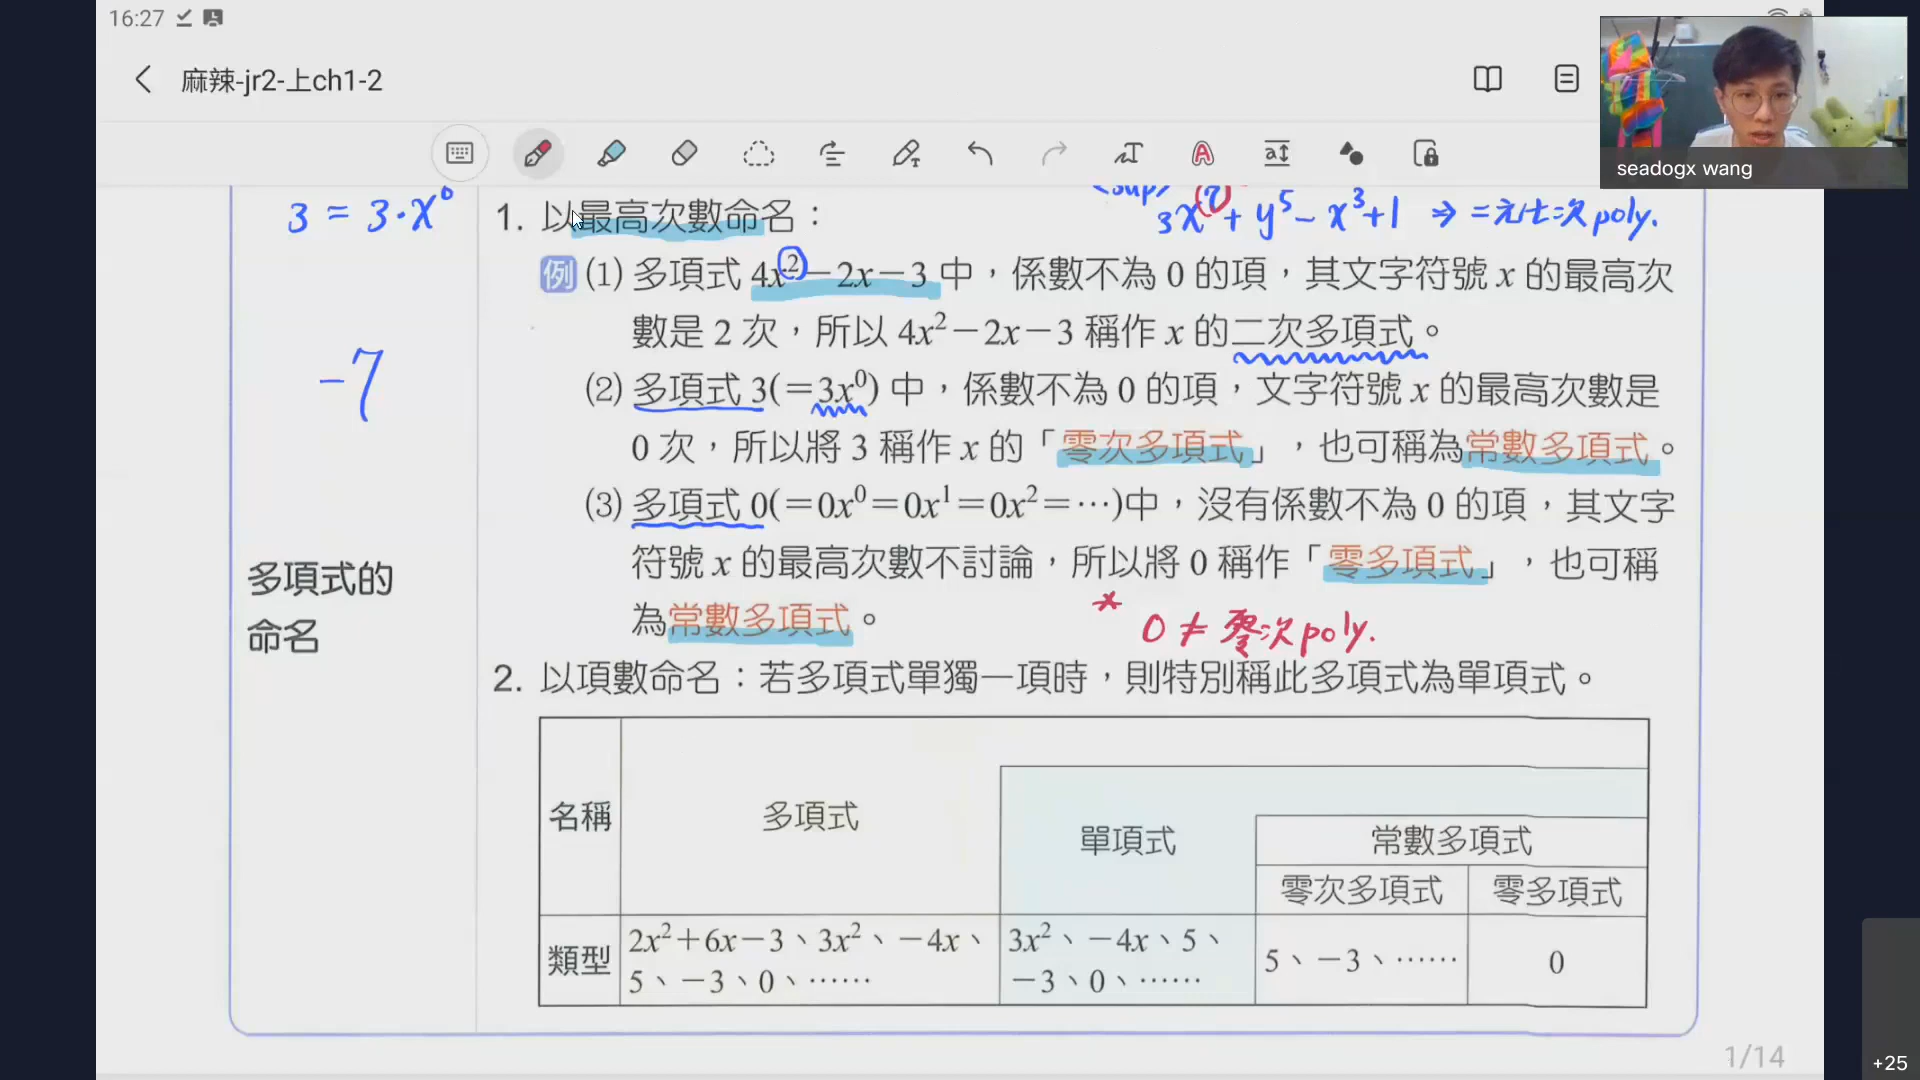 16:27
麻辣-jr2-上ch1-2
seadogx wang
3 = 3·x⁰
<sup>
3x⁷ + y⁵ - x³ + 1 ⇒ 二元七次 poly.
1. 以最高次數命名：
例 (1) 多項式 4x²－2x－3 中，係數不為 0 的項，其文字符號 x 的最高次
數是 2 次，所以 4x²－2x－3 稱作 x 的二次多項式。
-7
(2) 多項式 3(＝3x⁰) 中，係數不為 0 的項，文字符號 x 的最高次數是
0 次，所以將 3 稱作 x 的「零次多項式」，也可稱為常數多項式。
(3) 多項式 0(＝0x⁰＝0x¹＝0x²＝⋯)中，沒有係數不為 0 的項，其文字
符號 x 的最高次數不討論，所以將 0 稱作「零多項式」，也可稱
為常數多項式。
* 0 ≠ 零次 poly.
多項式的
命名
2. 以項數命名：若多項式單獨一項時，則特別稱此多項式為單項式。
名稱
多項式
單項式
常數多項式
零次多項式
零多項式
類型
2x²＋6x－3、3x²、－4x、
5、－3、0、⋯⋯
3x²、－4x、5、
－3、0、⋯⋯
5、－3、⋯⋯
0
1/14
+25